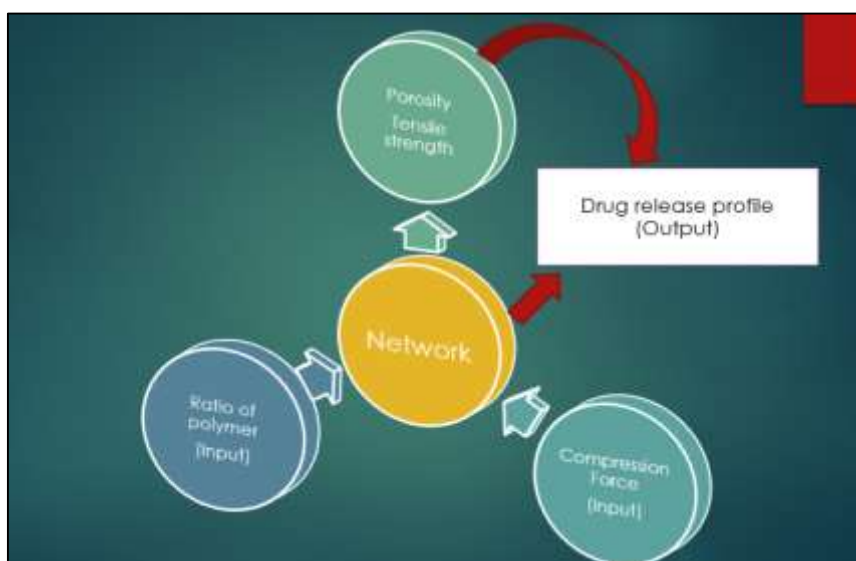 Porosity
Tensile
strength
Drug release profile
(Output)
Network
Ratio of
polymer
(Input)
Compression
Force
(Input)